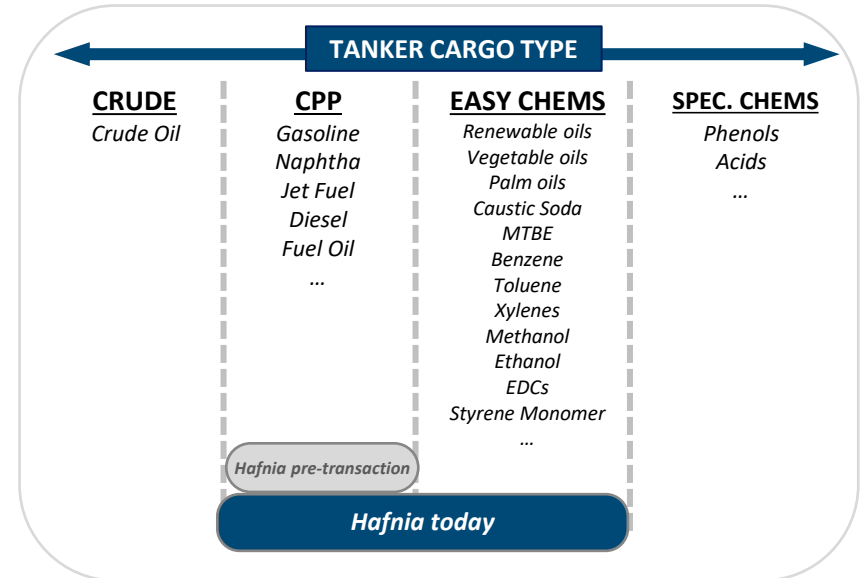 TANKER CARGO TYPE
CRUDE
Crude Oil
CPP
Gasoline
Naphtha
Jet Fuel
Diesel
Fuel Oil
...
EASY CHEMS
Renewable oils
Vegetable oils
Palm oils
Caustic Soda
MTBE
Benzene
Toluene
Xylenes
Methanol
Ethanol
EDCs
Styrene Monomer
...
SPEC. CHEMS
Phenols
Acids
...
Hafnia pre-transaction
Hafnia today